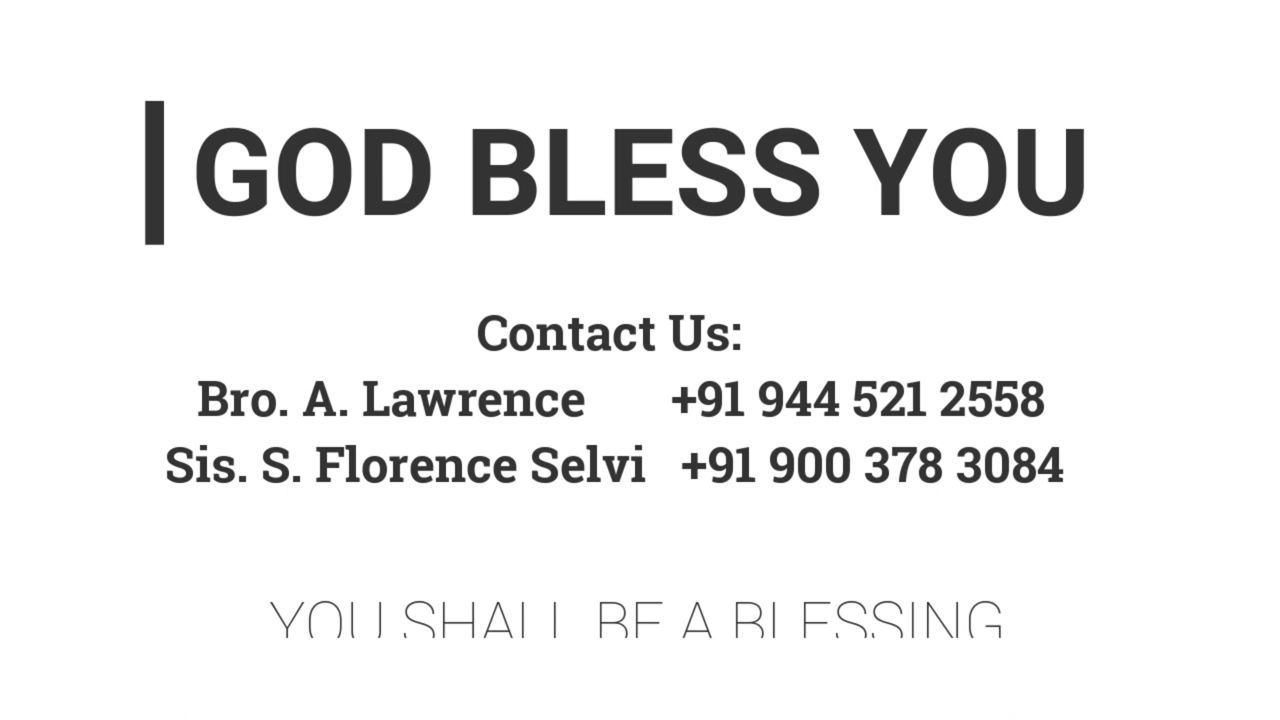 GOD BLESS YOU
Contact Us:
Bro. A. Lawrence +91 944 521 2558
Sis. S. Florence Selvi +91 900 378 3084
YOU SHALL BE A BLESSING